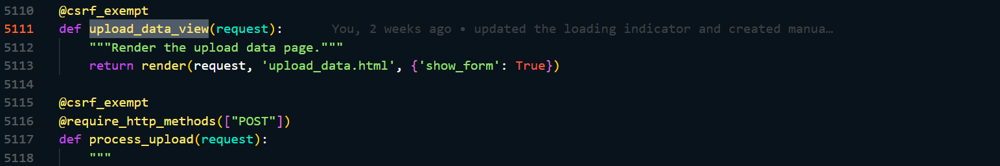 5110 @csrf_exempt
5111 def upload_data_view(request): You, 2 weeks ago • updated the loading indicator and created manua…
5112 """Render the upload data page."""
5113 return render(request, 'upload_data.html', {'show_form': True})
5114
5115 @csrf_exempt
5116 @require_http_methods(["POST"])
5117 def process_upload(request):
5118 """